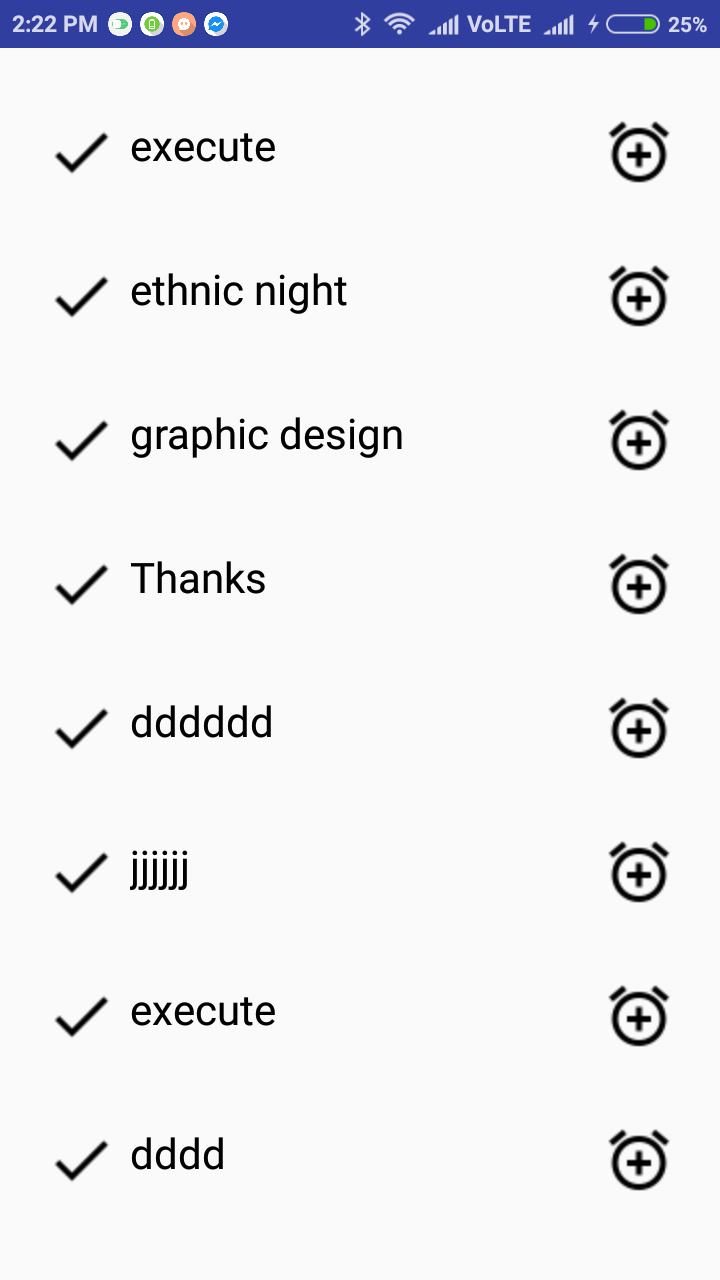 2:22 PM VoLTE 25%
execute
ethnic night
graphic design
Thanks
dddddd
jjjjjj
execute
dddd